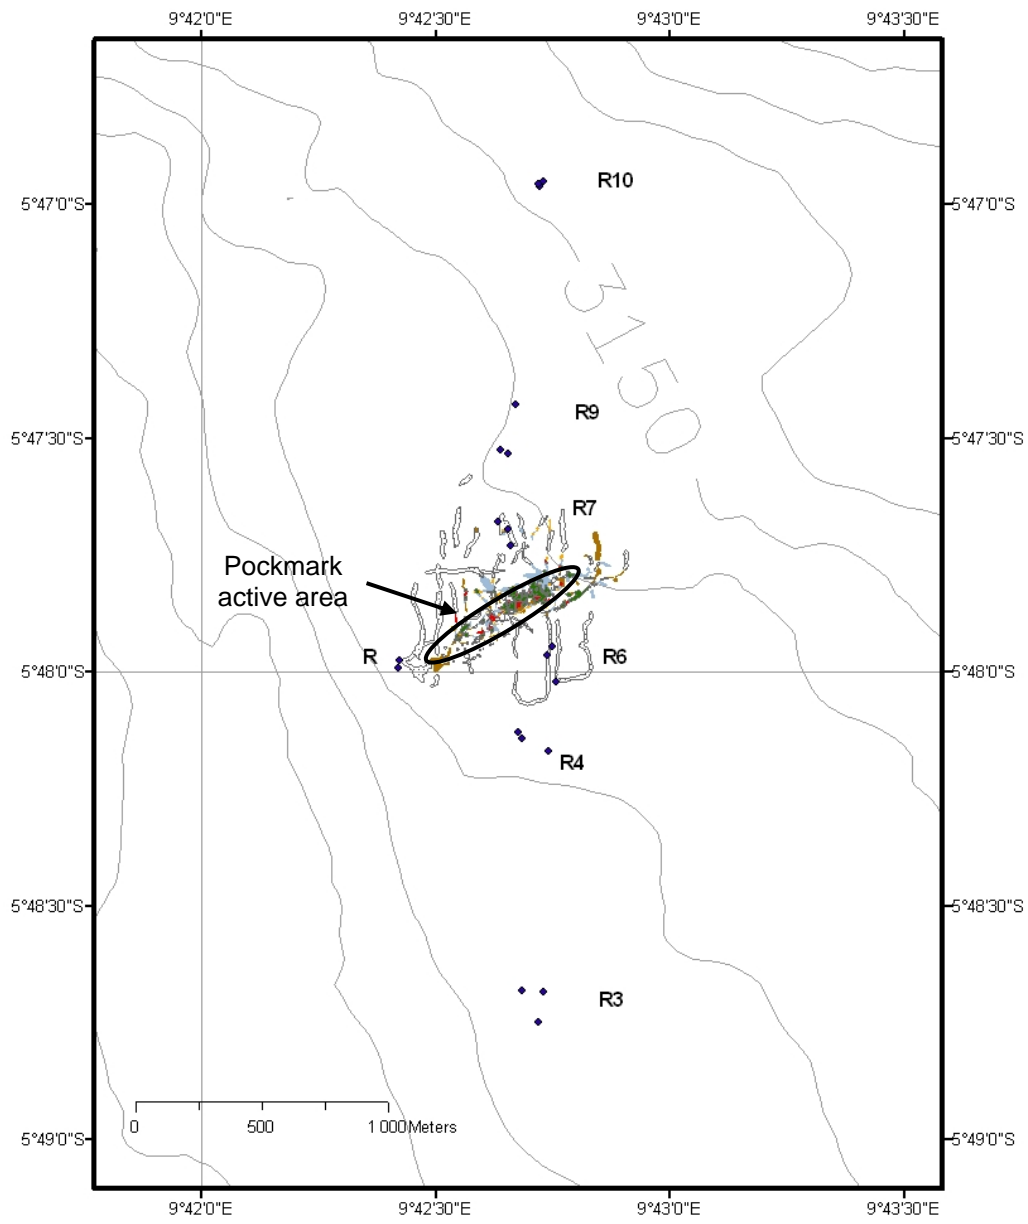 9°42'0"E 9°42'30"E 9°43'0"E 9°43'30"E
R10
5°47'0"S 5°47'0"S
3150
R9
5°47'30"S 5°47'30"S
R7
Pockmark
active area
R R6
5°48'0"S 5°48'0"S
R4
5°48'30"S 5°48'30"S
R3
0 500 1 000 Meters
5°49'0"S 5°49'0"S
9°42'0"E 9°42'30"E 9°43'0"E 9°43'30"E